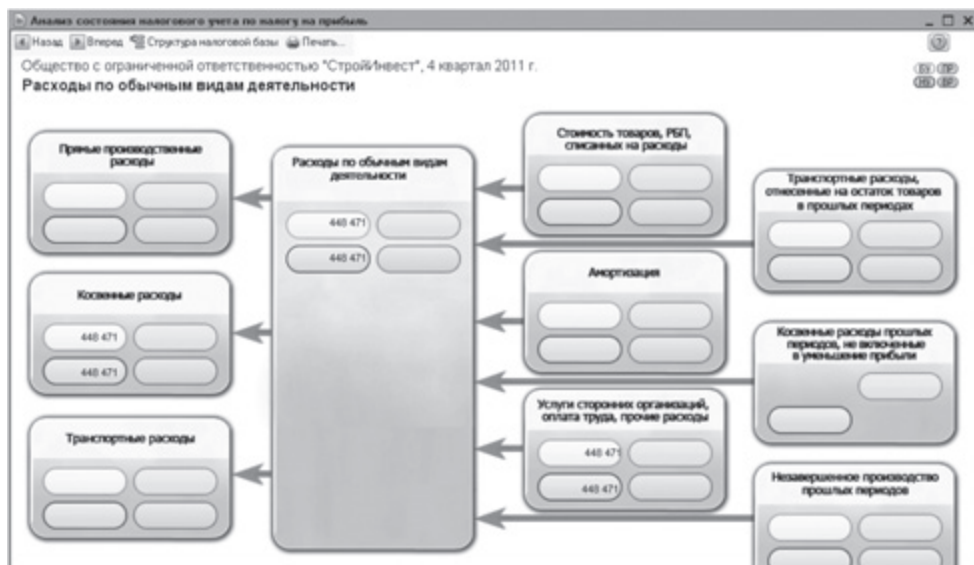 Анализ состояния налогового учета по налогу на прибыль
Назад Вперед Структура налоговой базы Печать...
Общество с ограниченной ответственностью "СтройИнвест", 4 квартал 2011 г.
Расходы по обычным видам деятельности
БУ ПР
НУ ВР
Прямые производственные
расходы
Косвенные расходы
448 471
448 471
Транспортные расходы
Расходы по обычным видам
деятельности
448 471
448 471
Стоимость товаров, РБП,
списанных на расходы
Амортизация
Услуги сторонних организаций,
оплата труда, прочие расходы
448 471
448 471
Транспортные расходы,
отнесенные на остаток товаров
в прошлых периодах
Косвенные расходы прошлых
периодов, не включенные
в уменьшение прибыли
Незавершенное производство
прошлых периодов